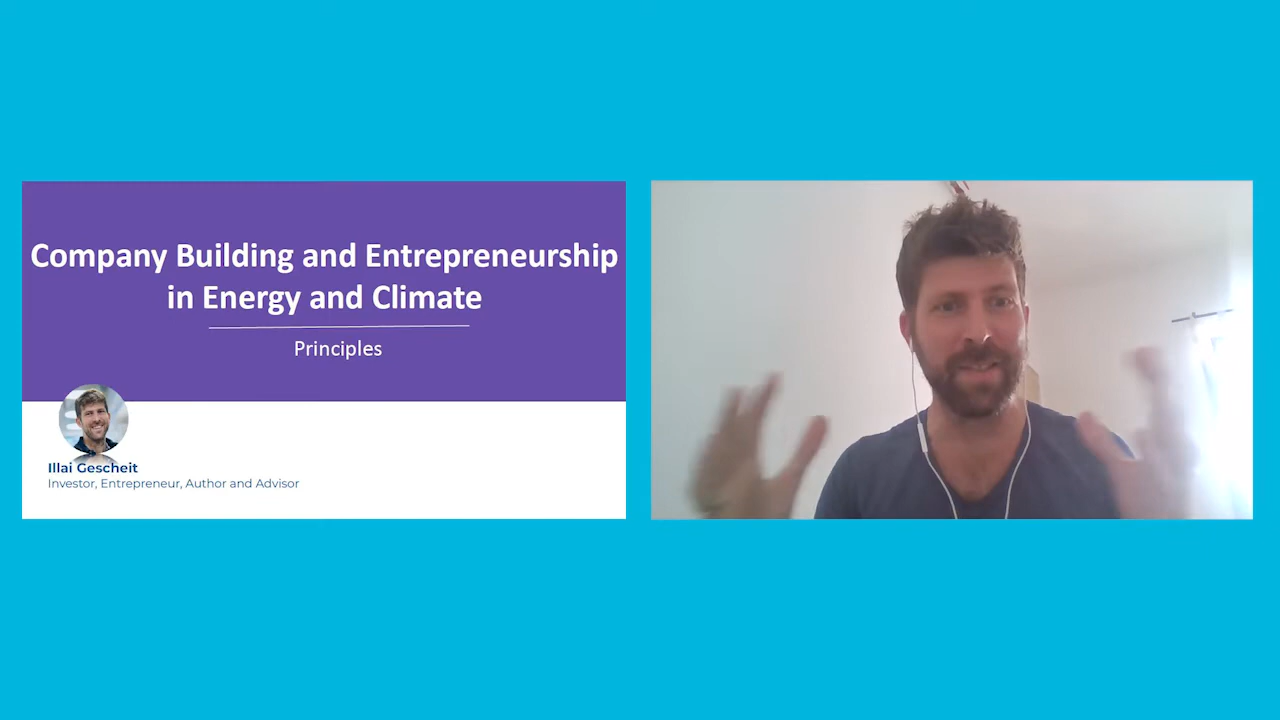 Company Building and Entrepreneurship
in Energy and Climate
Principles
Illai Gescheit
Investor, Entrepreneur, Author and Advisor